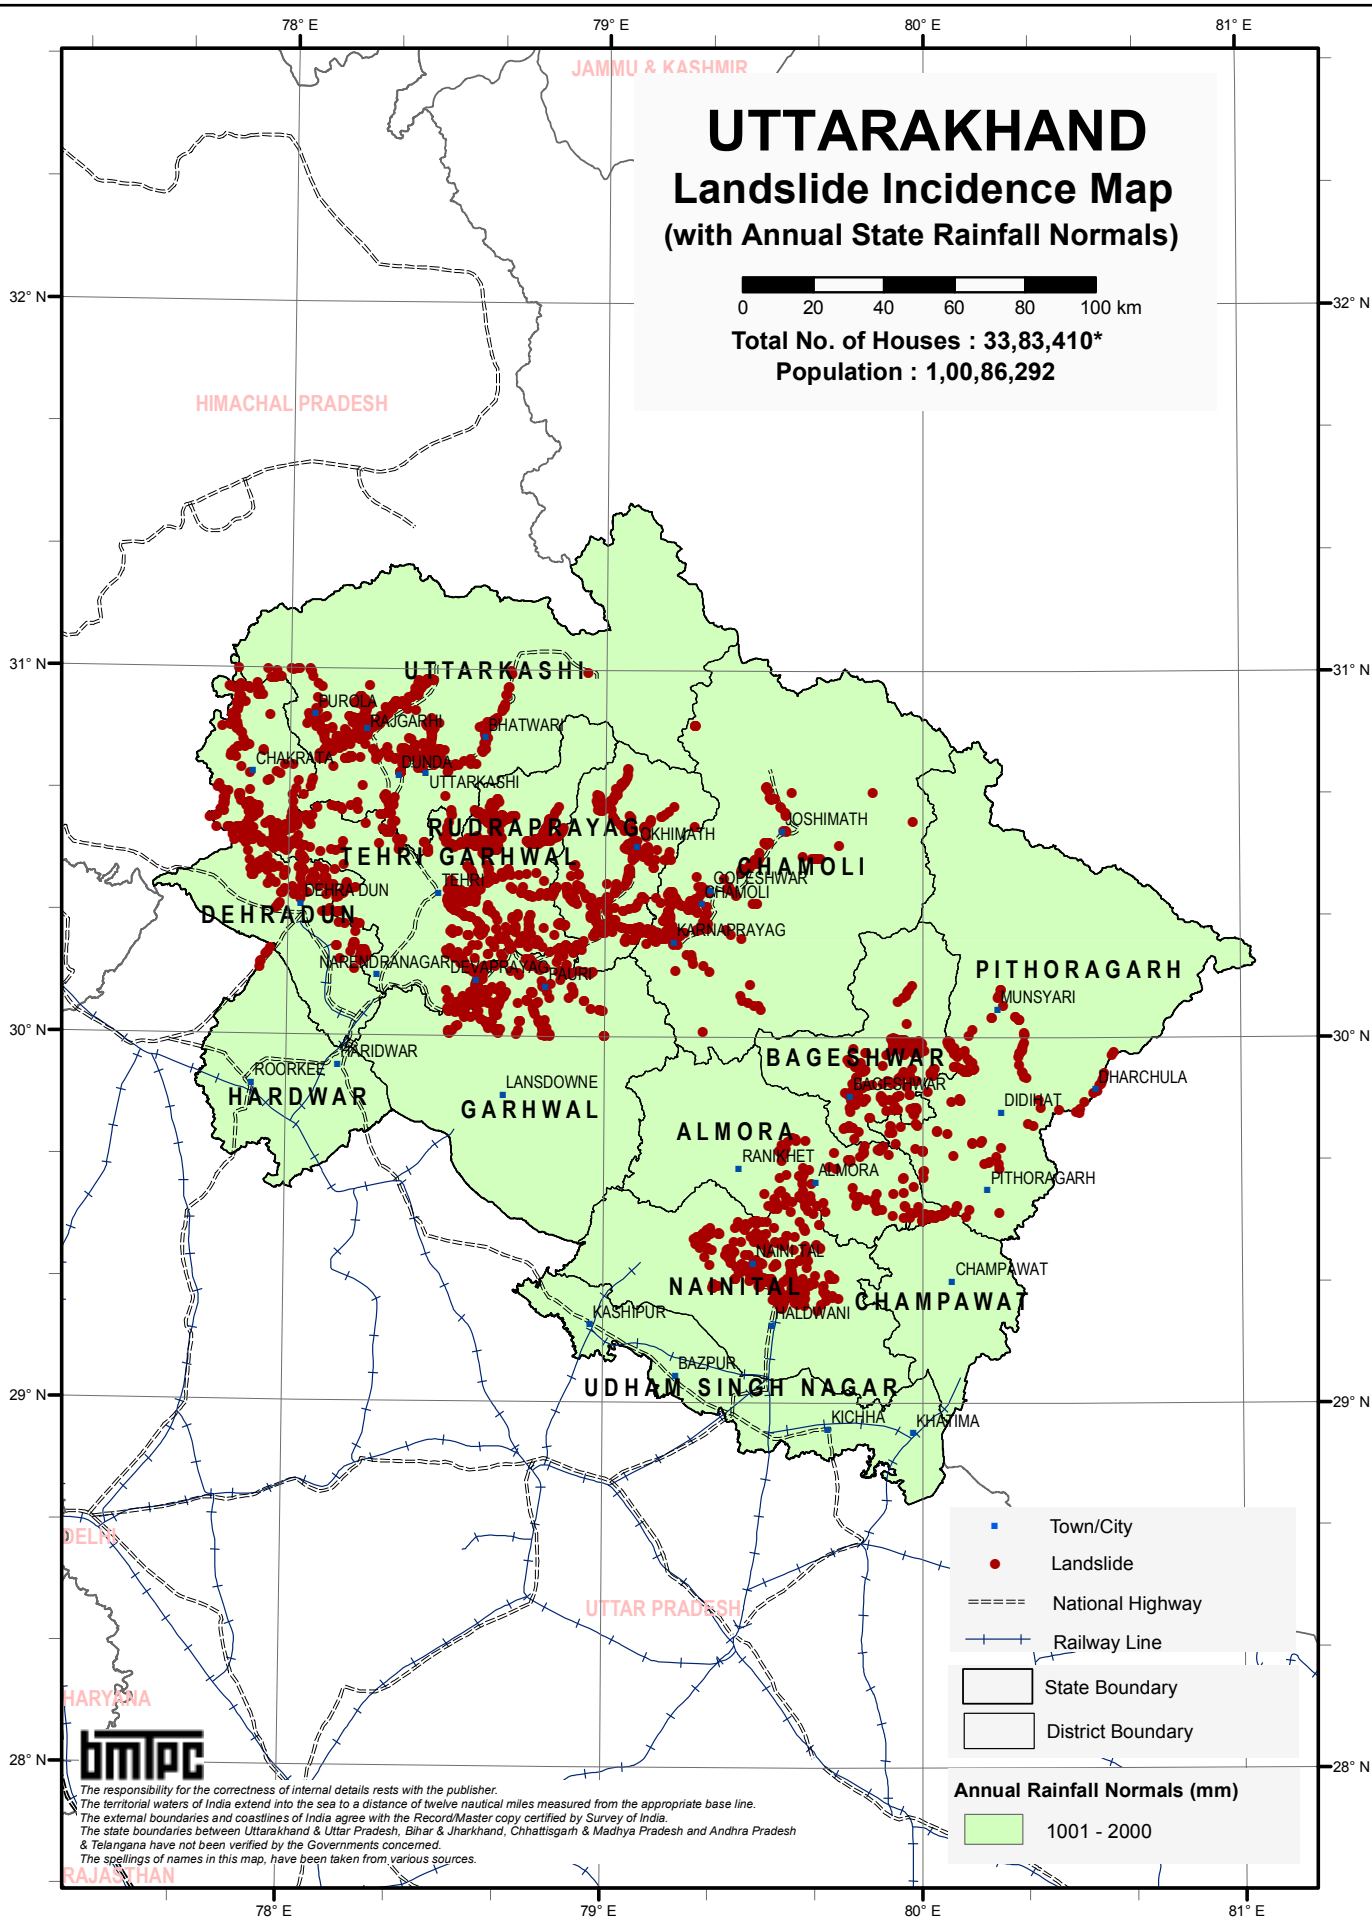 78° E 79° E 80° E 81° E
JAMMU & KASHMIR
UTTARAKHAND
Landslide Incidence Map
(with Annual State Rainfall Normals)
0 20 40 60 80 100 km
Total No. of Houses : 33,83,410*
Population : 1,00,86,292
32° N 32° N
HIMACHAL PRADESH
31° N 31° N
UTTARKASHI
PUROLA
RAJGARHI
BHATWARI
CHAKRATA
DUNDA
UTTARKASHI
RUDRAPRAYAG
OKHIMATH
JOSHIMATH
TEHRI GARHWAL
CHAMOLI
TEHRI
GOPESHWAR
DEHRA DUN
CHAMOLI
DEHRADUN
KARNAPRAYAG
NARENDRANAGAR
DEVAPRAYAG
PAURI
PITHORAGARH
MUNSYARI
30° N 30° N
HARIDWAR
BAGESHWAR
ROORKEE
LANSDOWNE
BAGESHWAR
DHARCHULA
HARDWAR
GARHWAL
DIDIHAT
ALMORA
RANIKHET
ALMORA
PITHORAGARH
NAINI TAL
CHAMPAWAT
NAINITAL
CHAMPAWAT
KASHIPUR
HALDWANI
BAZPUR
UDHAM SINGH NAGAR
29° N 29° N
KICHHA
KHATIMA
DELHI
UTTAR PRADESH
HARYANA
RAJASTHAN
Town/City
Landslide
National Highway
Railway Line
State Boundary
District Boundary
Annual Rainfall Normals (mm)
1001 - 2000
28° N 28° N
bmTPC
The responsibility for the correctness of internal details rests with the publisher.
The territorial waters of India extend into the sea to a distance of twelve nautical miles measured from the appropriate base line.
The external boundaries and coastlines of India agree with the Record/Master copy certified by Survey of India.
The state boundaries between Uttarakhand & Uttar Pradesh, Bihar & Jharkhand, Chhattisgarh & Madhya Pradesh and Andhra Pradesh
& Telangana have not been verified by the Governments concerned.
The spellings of names in this map, have been taken from various sources.
78° E 79° E 80° E 81° E